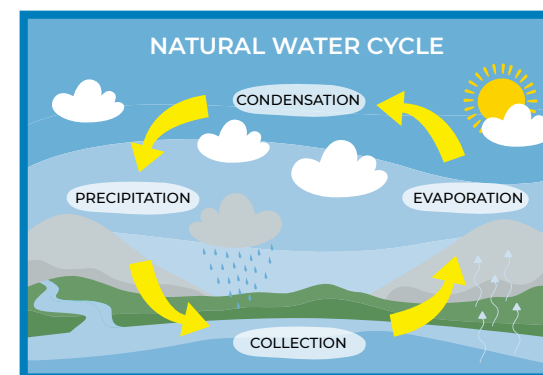 NATURAL WATER CYCLE
CONDENSATION
PRECIPITATION
EVAPORATION
COLLECTION